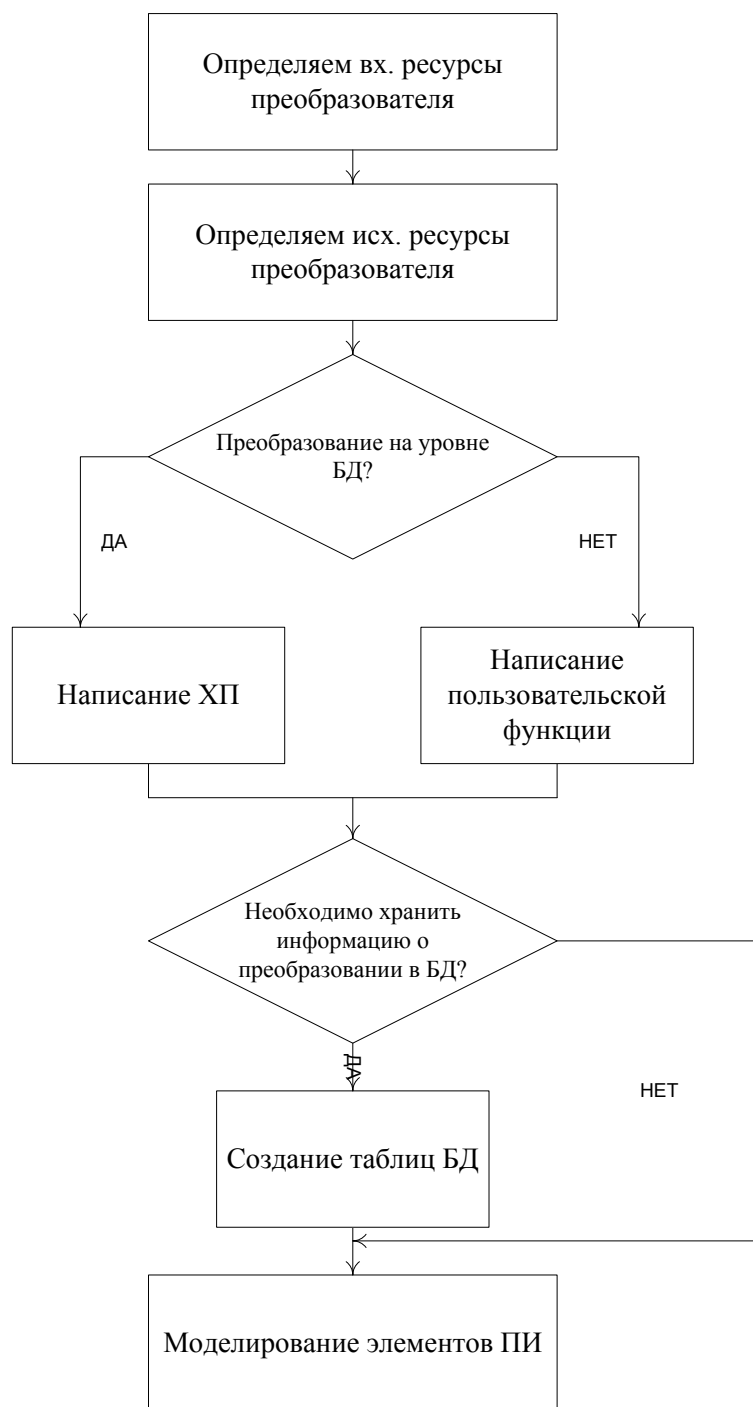 Определяем вх. ресурсы
преобразователя
Определяем исх. ресурсы
преобразователя
Преобразование на уровне
БД?
ДА
НЕТ
Написание ХП
Написание
пользовательской
функции
Необходимо хранить
информацию о
преобразовании в БД?
ДА
НЕТ
Создание таблиц БД
Моделирование элементов ПИ